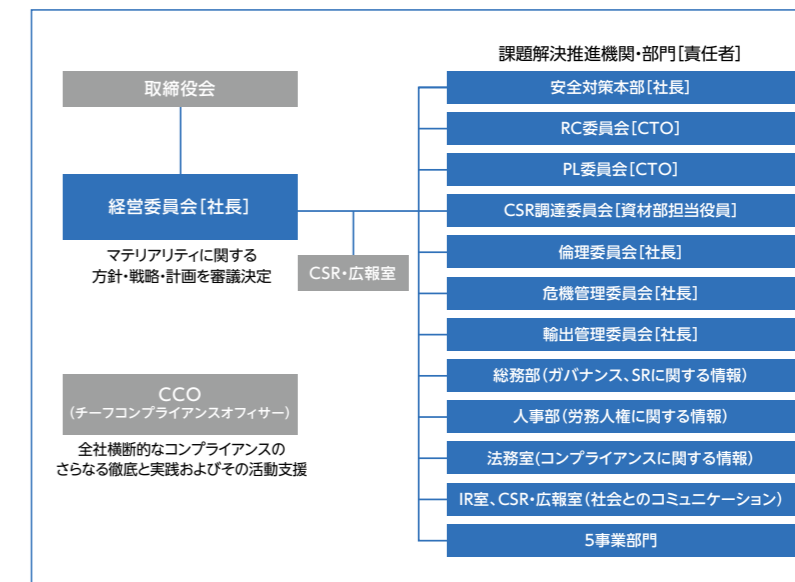 取締役会
経営委員会[社長]
マテリアリティに関する
方針・戦略・計画を審議決定
CSR・広報室
CCO
(チーフコンプライアンスオフィサー)
全社横断的なコンプライアンスの
さらなる徹底と実践およびその活動支援
課題解決推進機関・部門[責任者]
安全対策本部[社長]
RC委員会[CTO]
PL委員会[CTO]
CSR調達委員会[資材部担当役員]
倫理委員会[社長]
危機管理委員会[社長]
輸出管理委員会[社長]
総務部(ガバナンス、SRに関する情報)
人事部(労務人権に関する情報)
法務室(コンプライアンスに関する情報)
IR室、CSR・広報室(社会とのコミュニケーション)
5事業部門